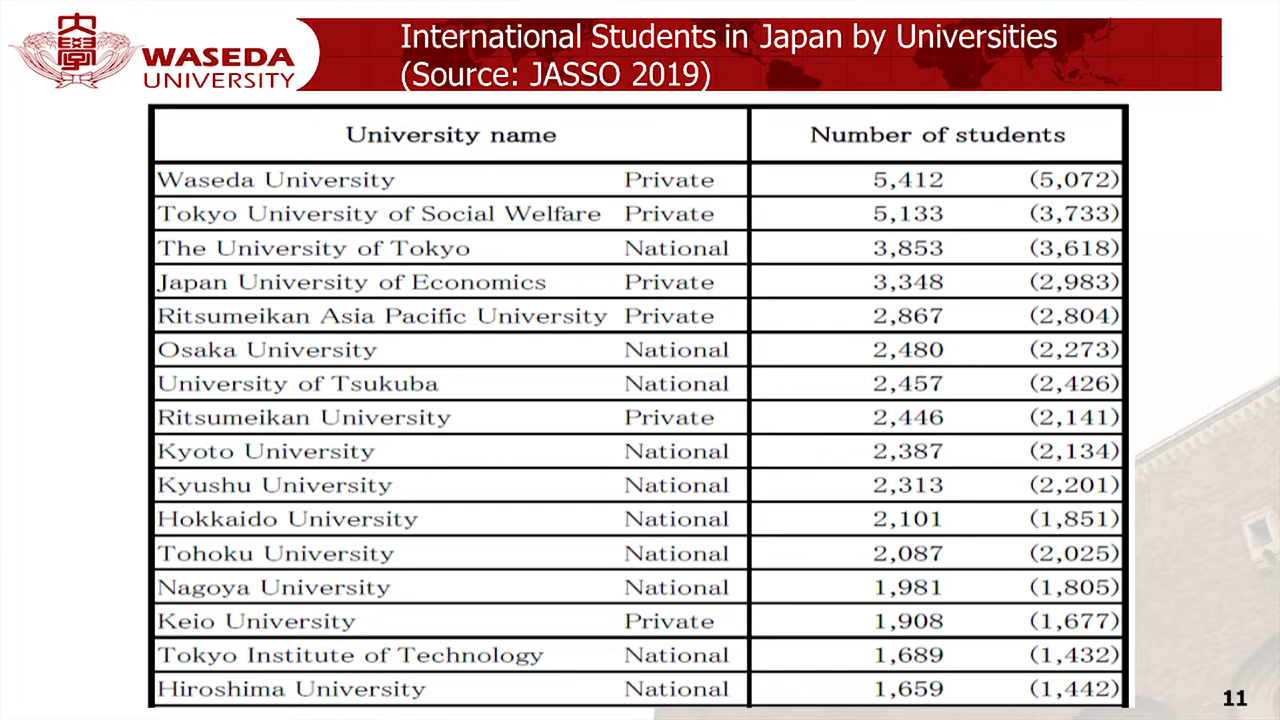 大學
WASEDA
UNIVERSITY
International Students in Japan by Universities
(Source: JASSO 2019)
University name Number of students
Waseda University Private 5,412 (5,072)
Tokyo University of Social Welfare Private 5,133 (3,733)
The University of Tokyo National 3,853 (3,618)
Japan University of Economics Private 3,348 (2,983)
Ritsumeikan Asia Pacific University Private 2,867 (2,804)
Osaka University National 2,480 (2,273)
University of Tsukuba National 2,457 (2,426)
Ritsumeikan University Private 2,446 (2,141)
Kyoto University National 2,387 (2,134)
Kyushu University National 2,313 (2,201)
Hokkaido University National 2,101 (1,851)
Tohoku University National 2,087 (2,025)
Nagoya University National 1,981 (1,805)
Keio University Private 1,908 (1,677)
Tokyo Institute of Technology National 1,689 (1,432)
Hiroshima University National 1,659 (1,442)
11